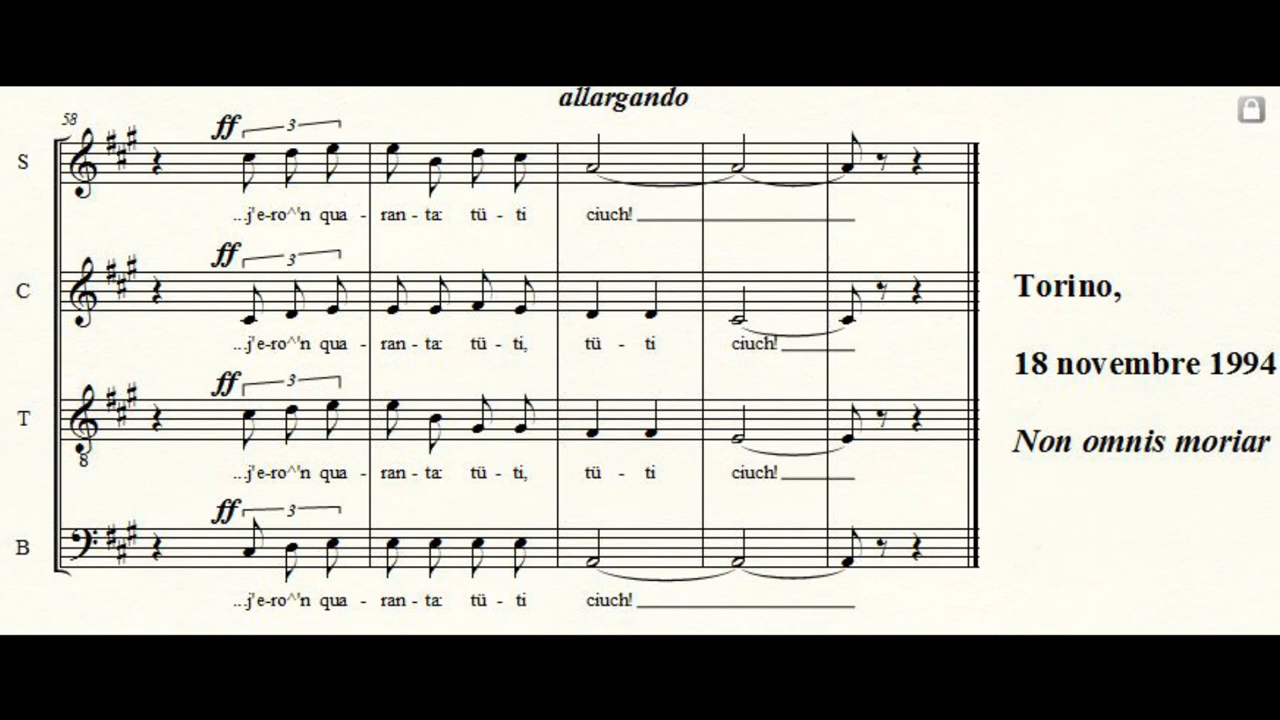 allargando
58
ff 3
S
...j'e-ro^'n qua - ran - ta: tü - ti ciuch!
ff 3
C
...j'e-ro^'n qua - ran - ta: tü - ti, tü - ti ciuch!
Torino,
ff 3
T
8
...j'e-ro^'n qua - ran - ta: tü - ti, tü - ti ciuch!
18 novembre 1994
Non omnis moriar
ff 3
B
...j'e-ro^'n qua - ran - ta: tü - ti ciuch!